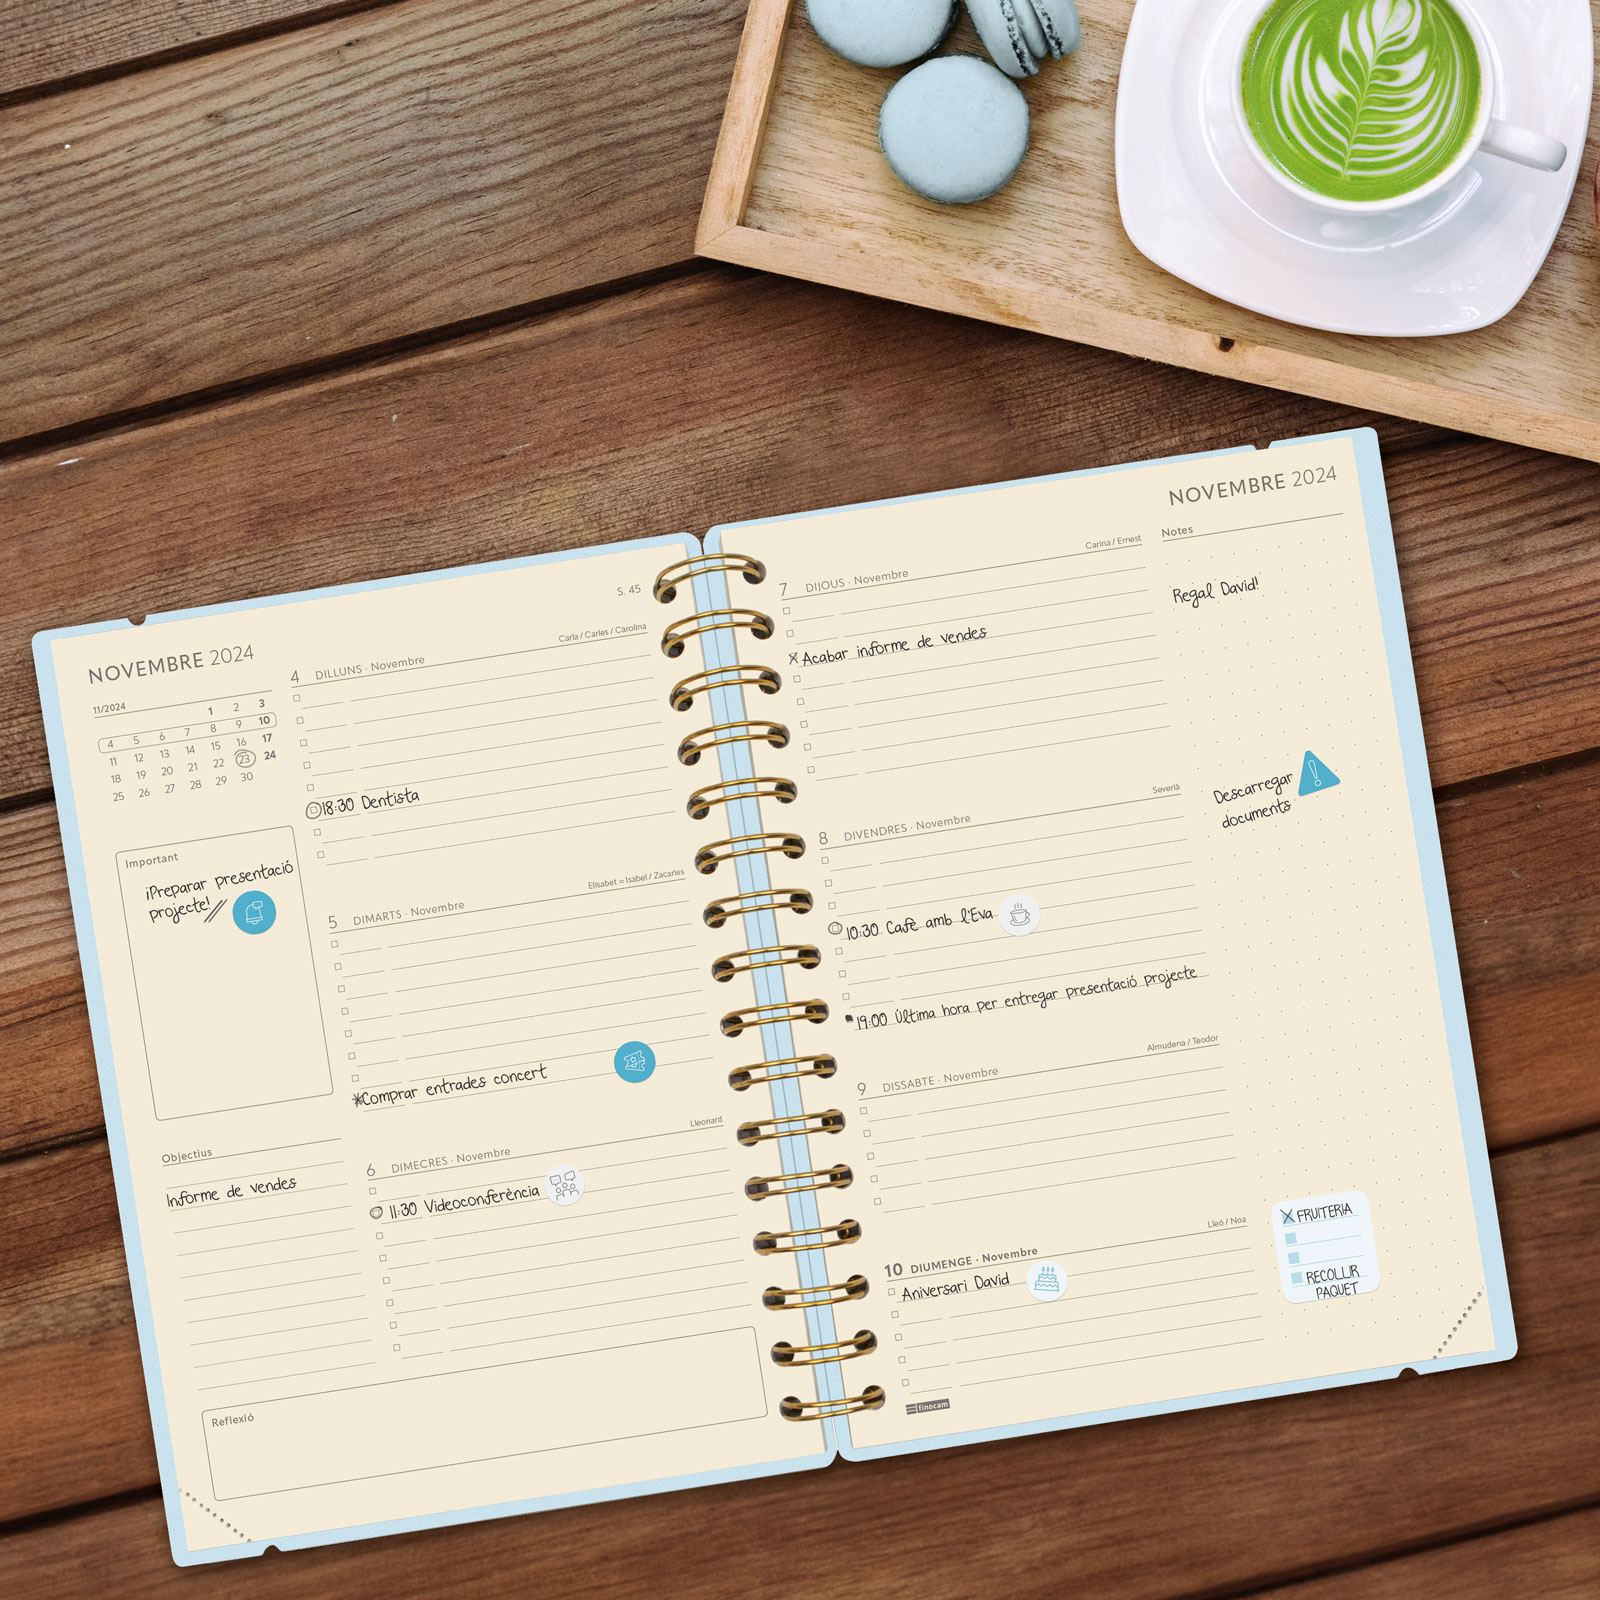 NOVEMBRE 2024
11/2024
1 2 3
4 5 6 7 8 9 10
11 12 13 14 15 16 17
18 19 20 21 22 23 24
25 26 27 28 29 30
Important
¡Preparar presentació
projecte!
Objectius
Informe de vendes
Reflexió
S. 45
Carla / Carles / Carolina
4 DILLUNS · Novembre
18:30 Dentista
Elisabet = Isabel / Zacaries
5 DIMARTS · Novembre
Comprar entrades concert
Lleonard
6 DIMECRES · Novembre
11:30 Videoconferència
Carina / Ernest
7 DIJOUS · Novembre
Acabar informe de vendes
Severià
8 DIVENDRES · Novembre
10:30 Cafè amb l'Eva
19:00 Última hora per entregar presentació projecte
Almudena / Teodor
9 DISSABTE · Novembre
Lleó / Noa
10 DIUMENGE · Novembre
Aniversari David
finocam
NOVEMBRE 2024
Notes
Regal David!
Descarregar
documents
FRUITERIA
RECOLLIR
PAQUET